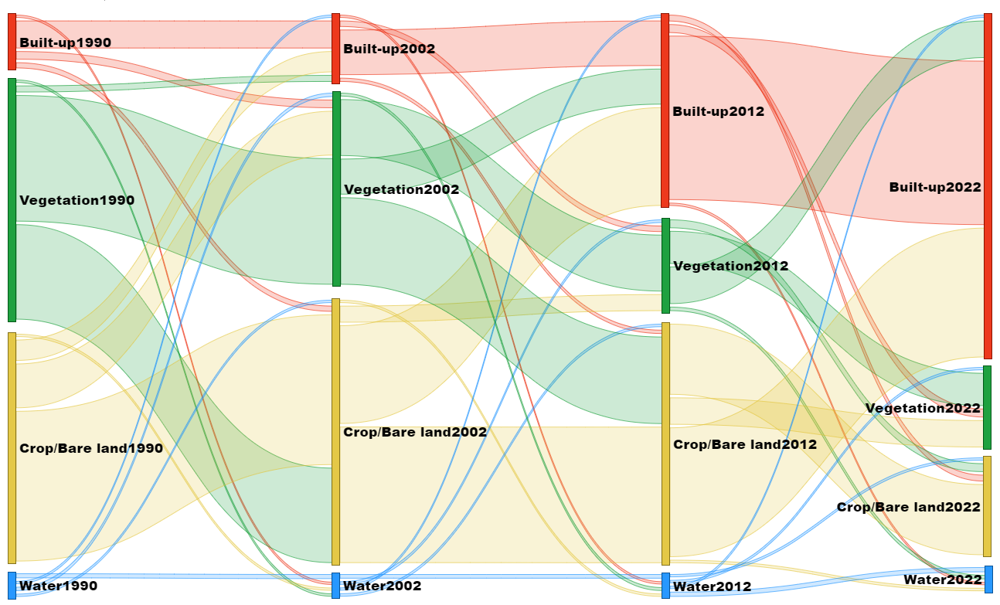 Built-up1990
Vegetation1990
Crop/Bare land1990
Water1990
Built-up2002
Vegetation2002
Crop/Bare land2002
Water2002
Built-up2012
Vegetation2012
Crop/Bare land2012
Water2012
Built-up2022
Vegetation2022
Crop/Bare land2022
Water2022